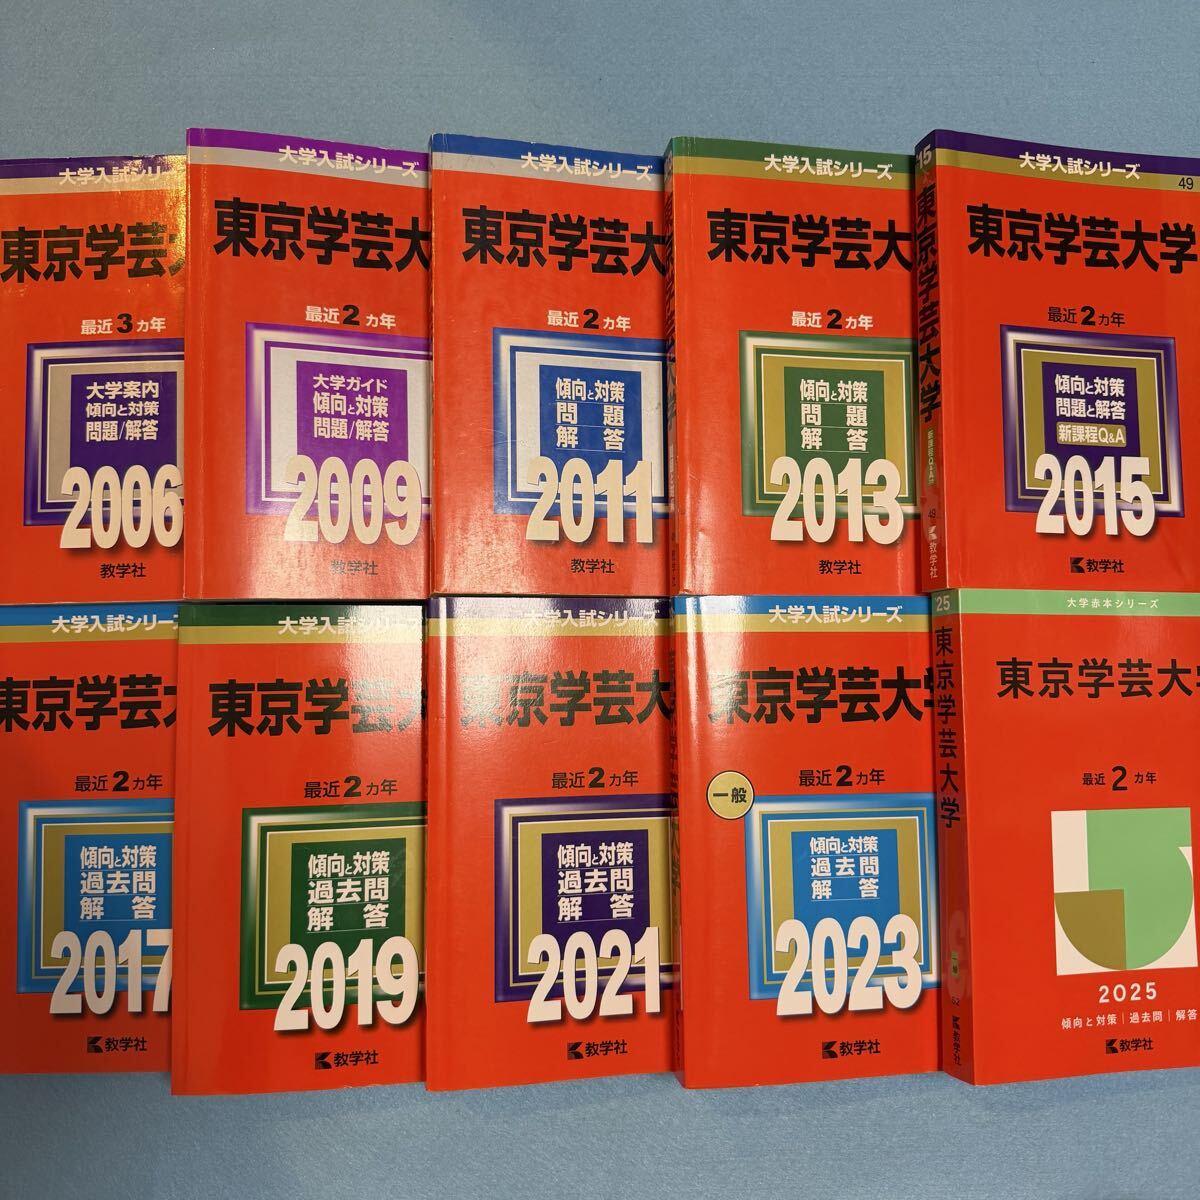 大学入試シリーズ
東京学芸大
最近3カ年
大学案内
傾向と対策
問題/解答
2006
教学社
大学入試シリーズ
東京学芸大
最近2カ年
大学ガイド
傾向と対策
問題/解答
2009
教学社
大学入試シリーズ
東京学芸大
最近2カ年
傾向と対策
問題
解答
2011
教学社
大学入試シリーズ
東京学芸大
最近2カ年
傾向と対策
問題
解答
2013
教学社
'15
東京学芸大学
新課程Q&A
49
教学社
大学入試シリーズ
49
東京学芸大学
最近2カ年
傾向と対策
問題と解答
新課程Q&A
2015
教学社
大学入試シリーズ
東京学芸大
最近2カ年
傾向と対策
過去問
解答
2017
教学社
大学入試シリーズ
東京学芸大
最近2カ年
傾向と対策
過去問
解答
2019
教学社
大学入試シリーズ
東京学芸大
最近2カ年
傾向と対策
過去問
解答
2021
教学社
大学入試シリーズ
東京学芸大学
最近2カ年
一般
傾向と対策
過去問
解答
2023
教学社
'25
東京学芸大学
一般
52
大学赤本シリーズ
東京学芸大学
最近2カ年
2025
傾向と対策|過去問|解答
教学社